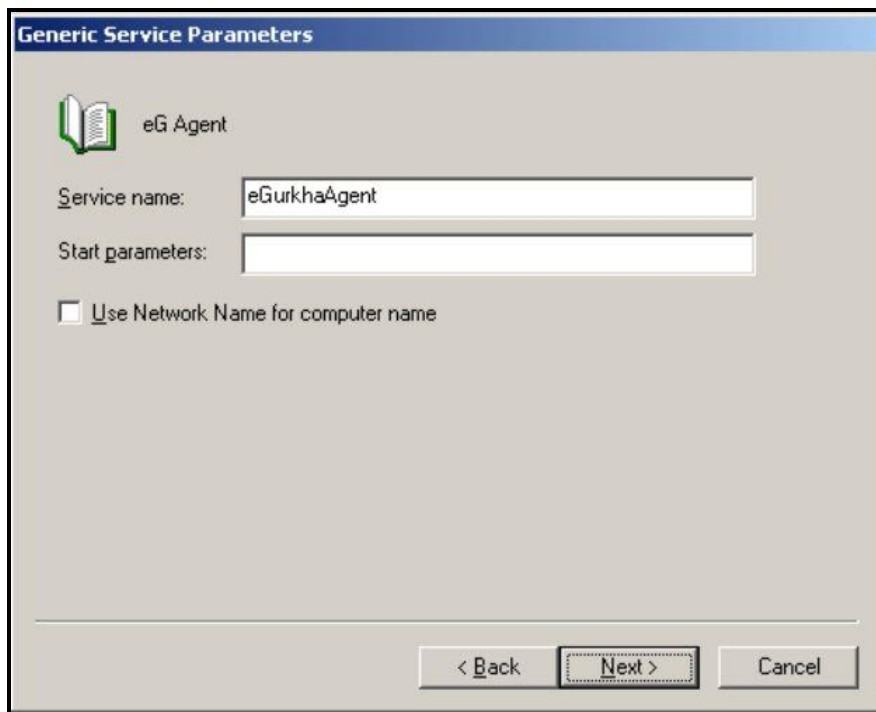 Generic Service Parameters
eG Agent
Service name: eGurkhaAgent
Start parameters:
Use Network Name for computer name
< Back Next > Cancel